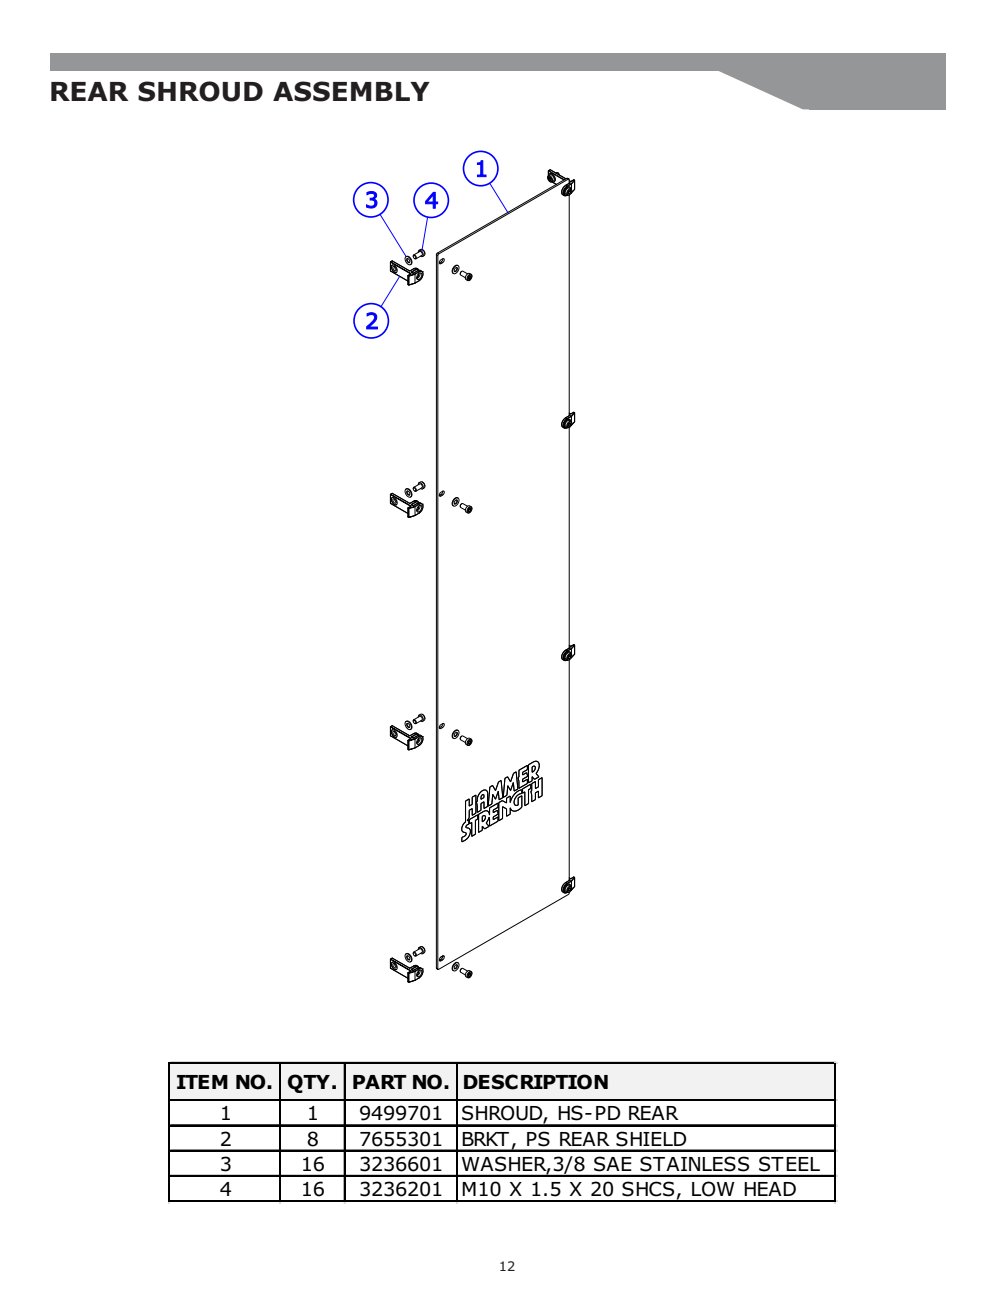 REAR SHROUD ASSEMBLY
1
3 4
2
HAMMER
STRENGTH
ITEM NO. QTY. PART NO. DESCRIPTION
1 1 9499701 SHROUD, HS-PD REAR
2 8 7655301 BRKT, PS REAR SHIELD
3 16 3236601 WASHER,3/8 SAE STAINLESS STEEL
4 16 3236201 M10 X 1.5 X 20 SHCS, LOW HEAD
12